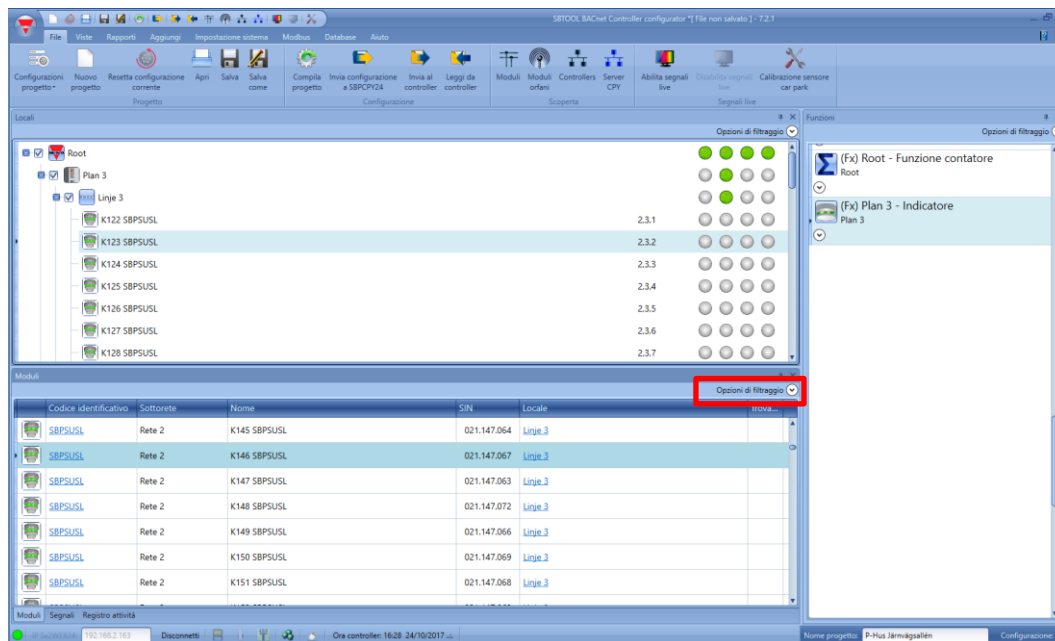 SBTOOL BACnet Controller configurator *[ File non salvato ] - 7.2.1
File Viste Rapporti Aggiungi Impostazione sistema Modbus Database Aiuto
Configurazioni progetto Nuovo progetto Resetta configurazione corrente Apri Salva Salva come Compila progetto Invia configurazione a SBPCPY24 Invia al controller Leggi da controller Moduli Moduli orfani Controllers Server CPY Abilita segnali live Disabilita segnali live Calibrazione sensore car park
Progetto Configurazione Scoperta Segnali live
Locali
Opzioni di filtraggio
Root
Plan 3
Linje 3
K122 SBPSUSL 2.3.1
K123 SBPSUSL 2.3.2
K124 SBPSUSL 2.3.3
K125 SBPSUSL 2.3.4
K126 SBPSUSL 2.3.5
K127 SBPSUSL 2.3.6
K128 SBPSUSL 2.3.7
Funzioni
Opzioni di filtraggio
(Fx) Root - Funzione contatore
Root
(Fx) Plan 3 - Indicatore
Plan 3
Moduli
Opzioni di filtraggio
Codice identificativo Sottorete Nome SIN Locale Trova...
SBPSUSL Rete 2 K145 SBPSUSL 021.147.064 Linje 3
SBPSUSL Rete 2 K146 SBPSUSL 021.147.067 Linje 3
SBPSUSL Rete 2 K147 SBPSUSL 021.147.063 Linje 3
SBPSUSL Rete 2 K148 SBPSUSL 021.147.072 Linje 3
SBPSUSL Rete 2 K149 SBPSUSL 021.147.066 Linje 3
SBPSUSL Rete 2 K150 SBPSUSL 021.147.069 Linje 3
SBPSUSL Rete 2 K151 SBPSUSL 021.147.068 Linje 3
Moduli Segnali Registro attività
192.168.2.163 Disconnetti Ora controller: 16:28 24/10/2017
Nome progetto: P-Hus Järnvägsallén Configurazione